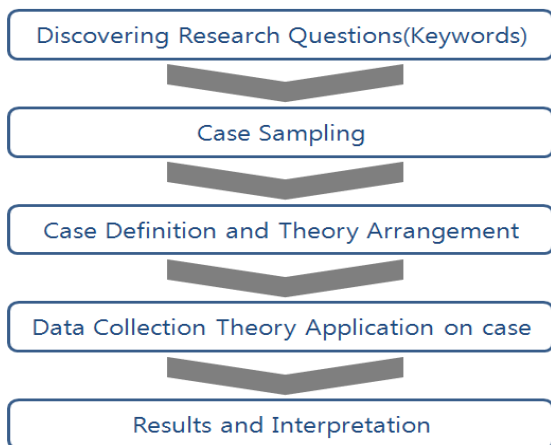 Discovering Research Questions(Keywords)
Case Sampling
Case Definition and Theory Arrangement
Data Collection Theory Application on case
Results and Interpretation